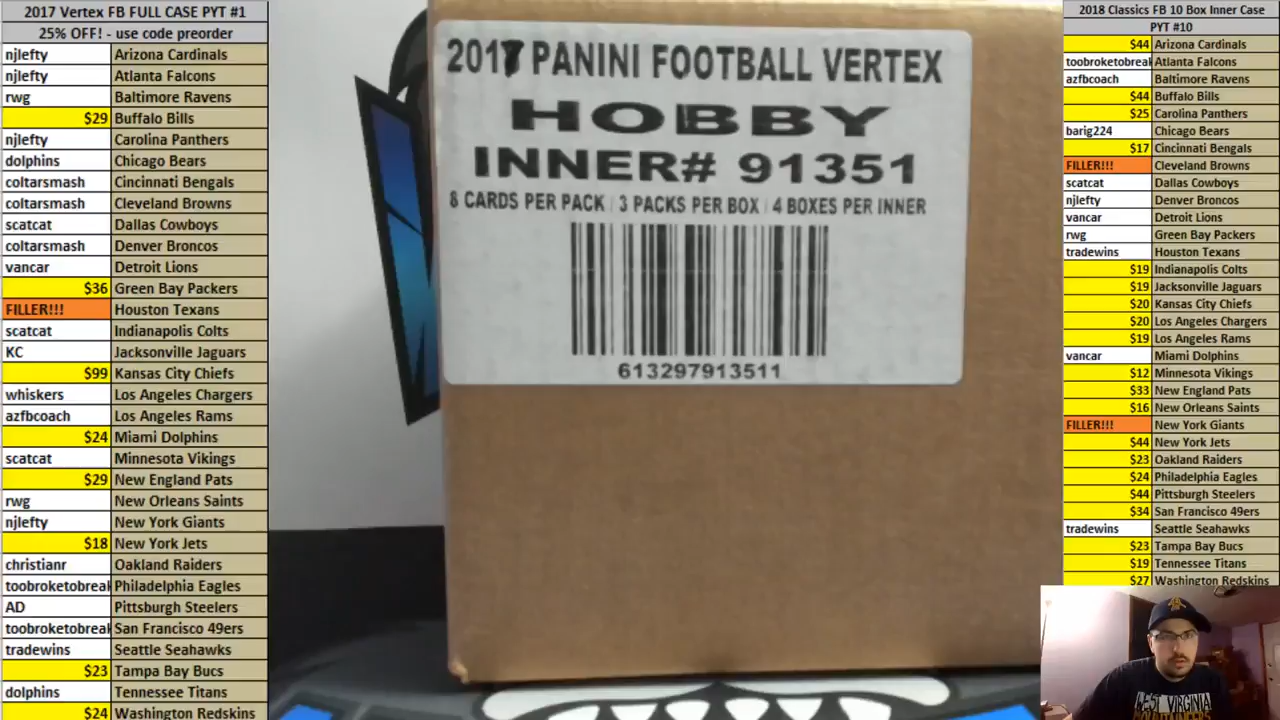 2017 Vertex FB FULL CASE PYT #1
25% OFF! - use code preorder
njlefty Arizona Cardinals
njlefty Atlanta Falcons
rwg Baltimore Ravens
$29 Buffalo Bills
njlefty Carolina Panthers
dolphins Chicago Bears
coltarsmash Cincinnati Bengals
coltarsmash Cleveland Browns
scatcat Dallas Cowboys
coltarsmash Denver Broncos
vancar Detroit Lions
$36 Green Bay Packers
FILLER!!! Houston Texans
scatcat Indianapolis Colts
KC Jacksonville Jaguars
$99 Kansas City Chiefs
whiskers Los Angeles Chargers
azfbcoach Los Angeles Rams
$24 Miami Dolphins
scatcat Minnesota Vikings
$29 New England Pats
rwg New Orleans Saints
njlefty New York Giants
$18 New York Jets
christianr Oakland Raiders
toobroketobreak Philadelphia Eagles
AD Pittsburgh Steelers
toobroketobreak San Francisco 49ers
tradewins Seattle Seahawks
$23 Tampa Bay Bucs
dolphins Tennessee Titans
$24 Washington Redskins
2017 PANINI FOOTBALL VERTEX
HOBBY
INNER# 91351
8 CARDS PER PACK / 3 PACKS PER BOX / 4 BOXES PER INNER
613297913511
2018 Classics FB 10 Box Inner Case
PYT #10
$44 Arizona Cardinals
toobroketobreak Atlanta Falcons
azfbcoach Baltimore Ravens
$44 Buffalo Bills
$25 Carolina Panthers
barig224 Chicago Bears
$17 Cincinnati Bengals
FILLER!!! Cleveland Browns
scatcat Dallas Cowboys
njlefty Denver Broncos
vancar Detroit Lions
rwg Green Bay Packers
tradewins Houston Texans
$19 Indianapolis Colts
$19 Jacksonville Jaguars
$20 Kansas City Chiefs
$20 Los Angeles Chargers
$19 Los Angeles Rams
vancar Miami Dolphins
$12 Minnesota Vikings
$33 New England Pats
$16 New Orleans Saints
FILLER!!! New York Giants
$44 New York Jets
$23 Oakland Raiders
$24 Philadelphia Eagles
$44 Pittsburgh Steelers
$34 San Francisco 49ers
tradewins Seattle Seahawks
$23 Tampa Bay Bucs
$19 Tennessee Titans
$27 Washington Redskins
WEST VIRGINIA